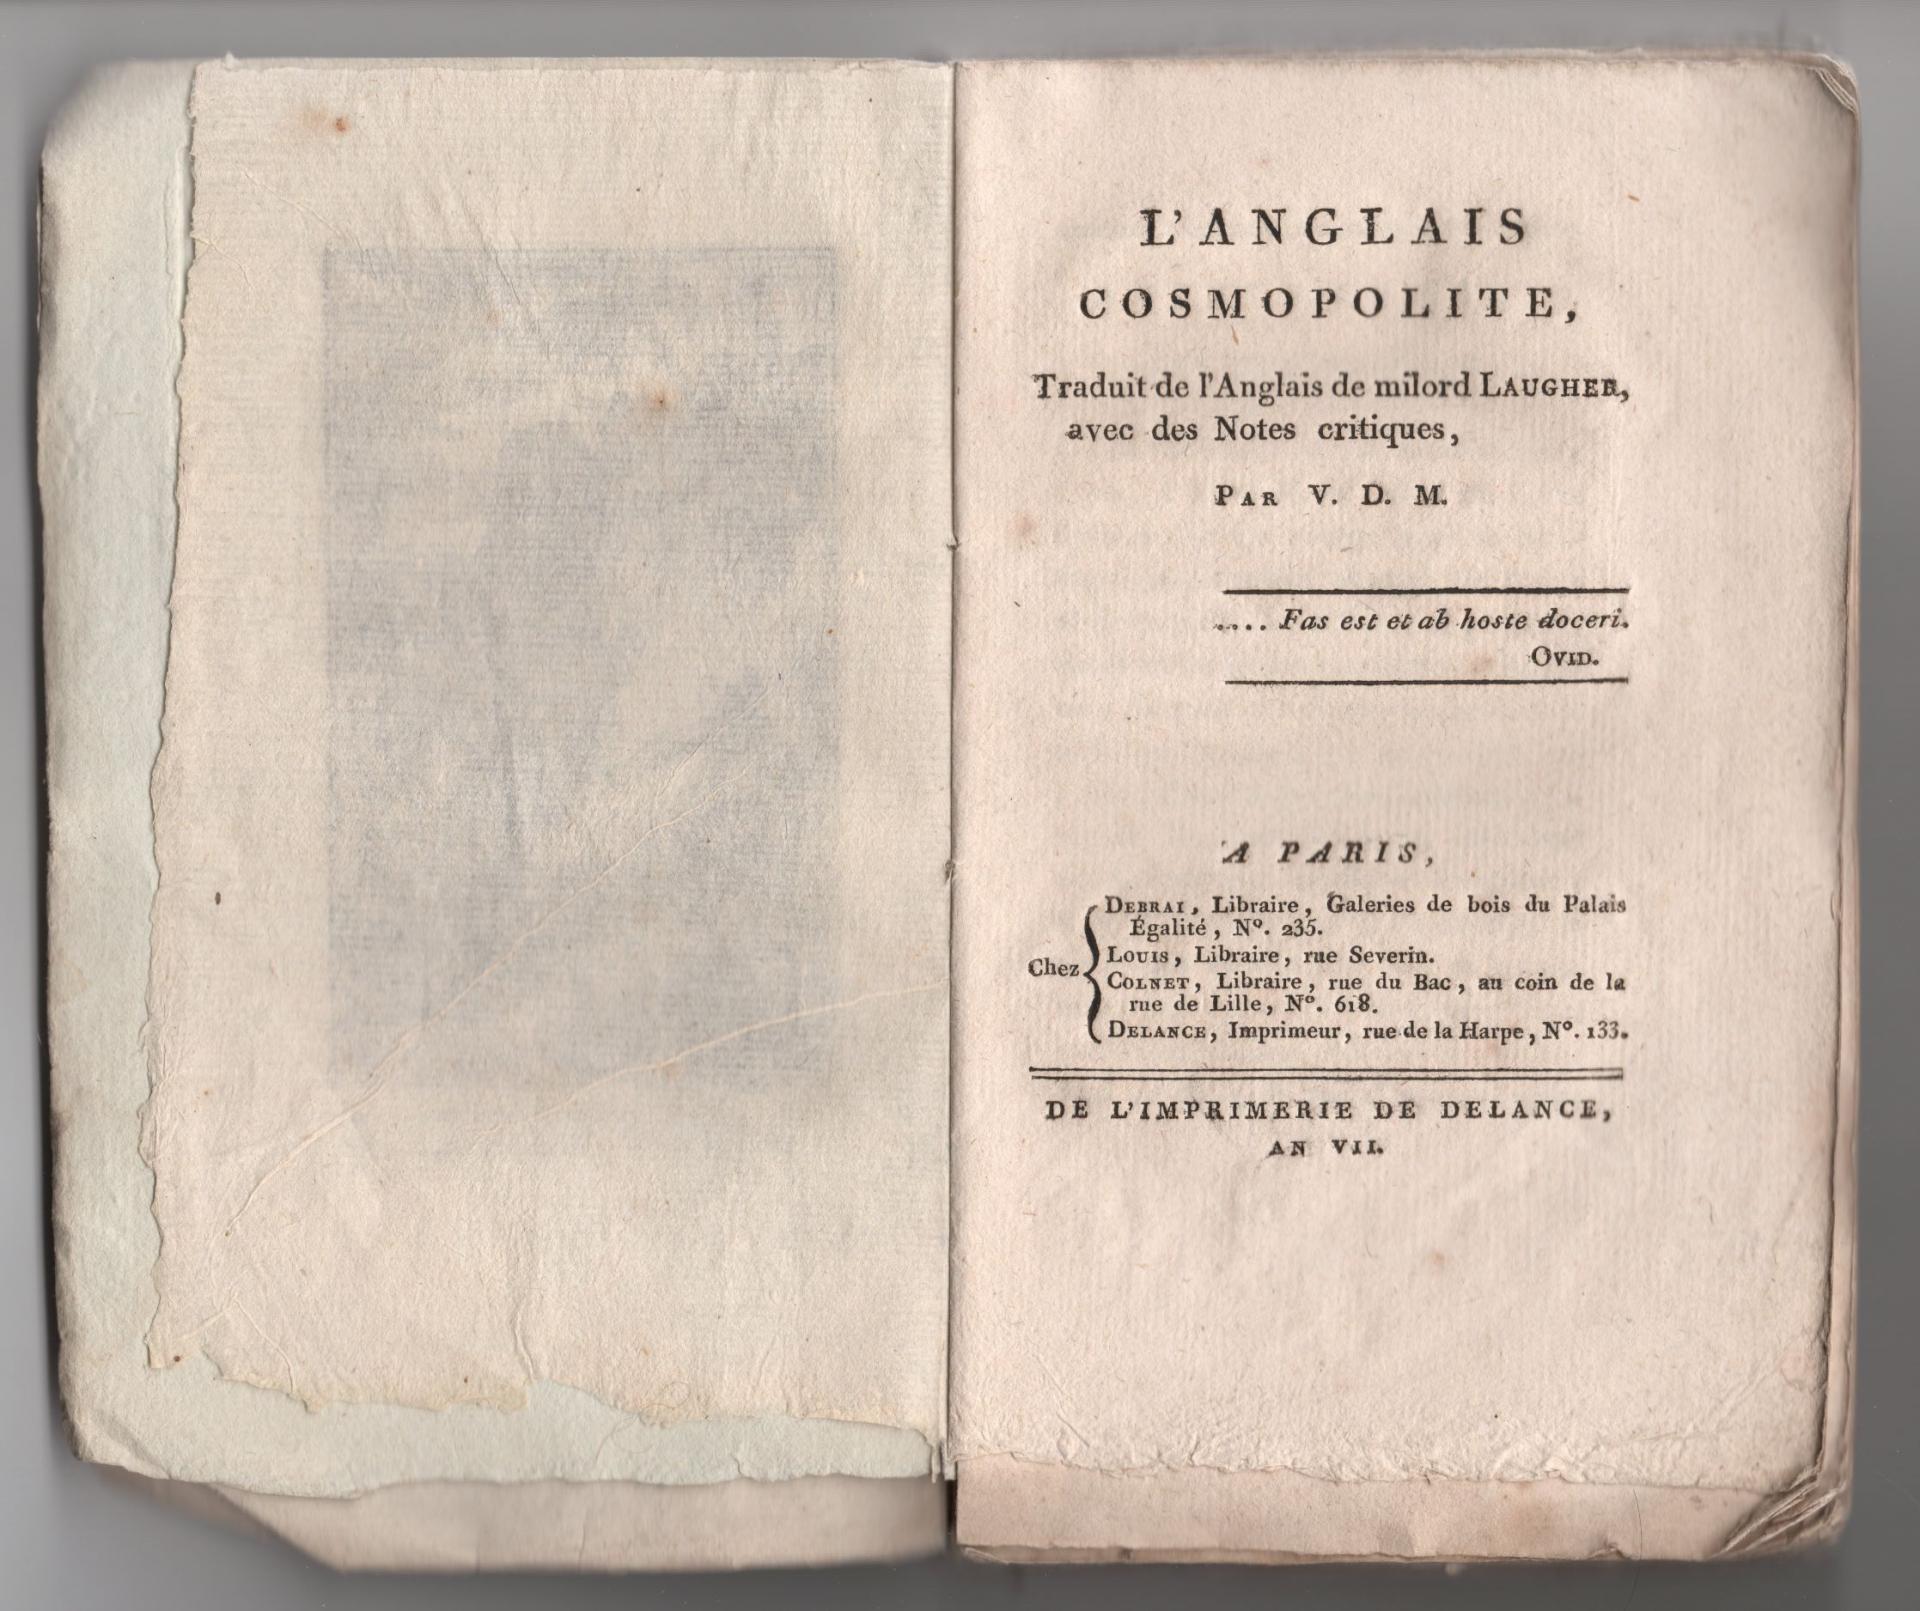 L'ANGLAIS
COSMOPOLITE,
Traduit de l'Anglais de milord LAUGHER,
avec des Notes critiques,
PAR V. D. M.
.... Fas est et ab hoste doceri.
OVID.
A PARIS,
DEBRAI, Libraire, Galeries de bois du Palais
Égalité, Nº. 235.
LOUIS, Libraire, rue Severin.
Chez
COLNET, Libraire, rue du Bac, au coin de la
rue de Lille, Nº. 618.
DELANCE, Imprimeur, rue de la Harpe, Nº. 133.
DE L'IMPRIMERIE DE DELANCE,
AN VII.